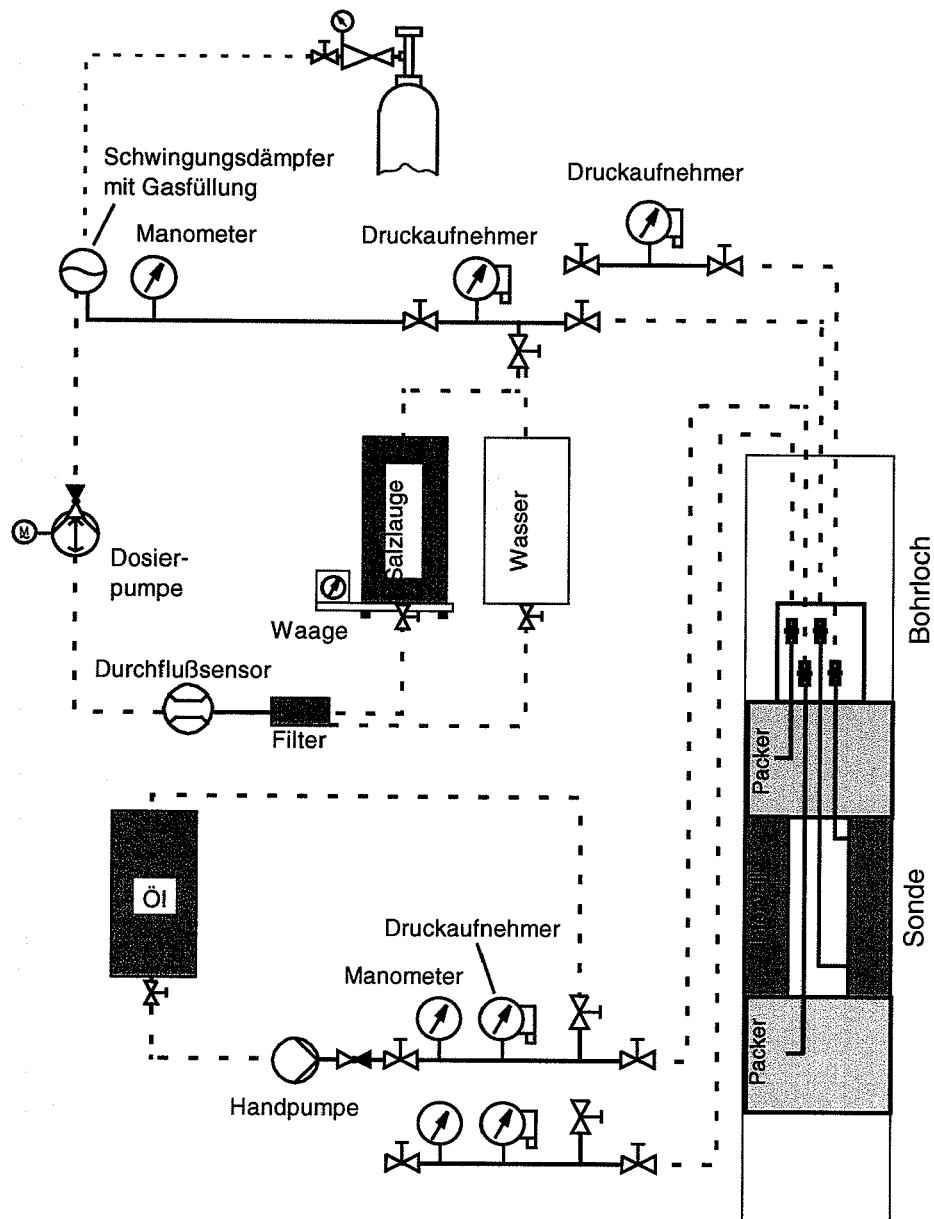 Schwingungsdämpfer
mit Gasfüllung
Manometer
Druckaufnehmer
Druckaufnehmer
Salzlauge
Wasser
M
Dosier-
pumpe
Waage
Durchflußsensor
Filter
Bohrloch
Packer
Öl
Sonde
Intervall
Druckaufnehmer
Manometer
Handpumpe
Packer